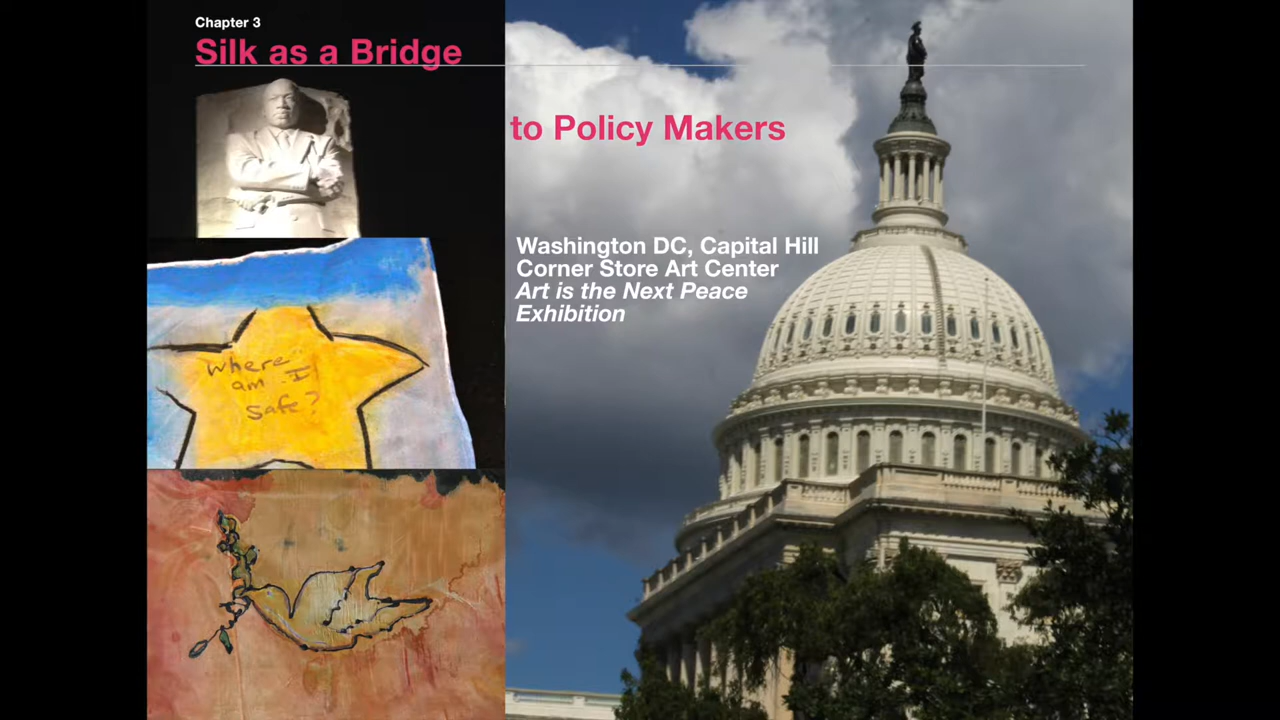 Chapter 3
Silk as a Bridge
to Policy Makers
Washington DC, Capital Hill
Corner Store Art Center
Art is the Next Peace
Exhibition
Where
am I
safe?